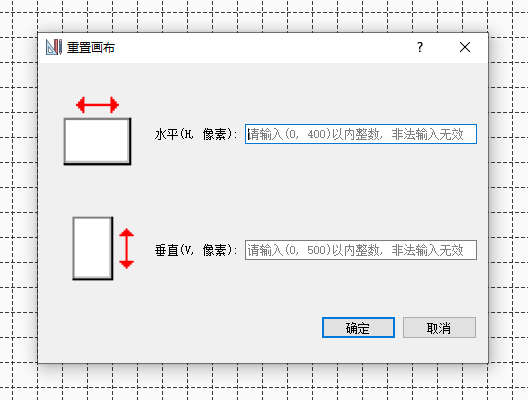 重置画布
?
水平(H, 像素):
请输入(0, 400)以内整数, 非法输入无效
垂直(V, 像素):
请输入(0, 500)以内整数, 非法输入无效
确定
取消